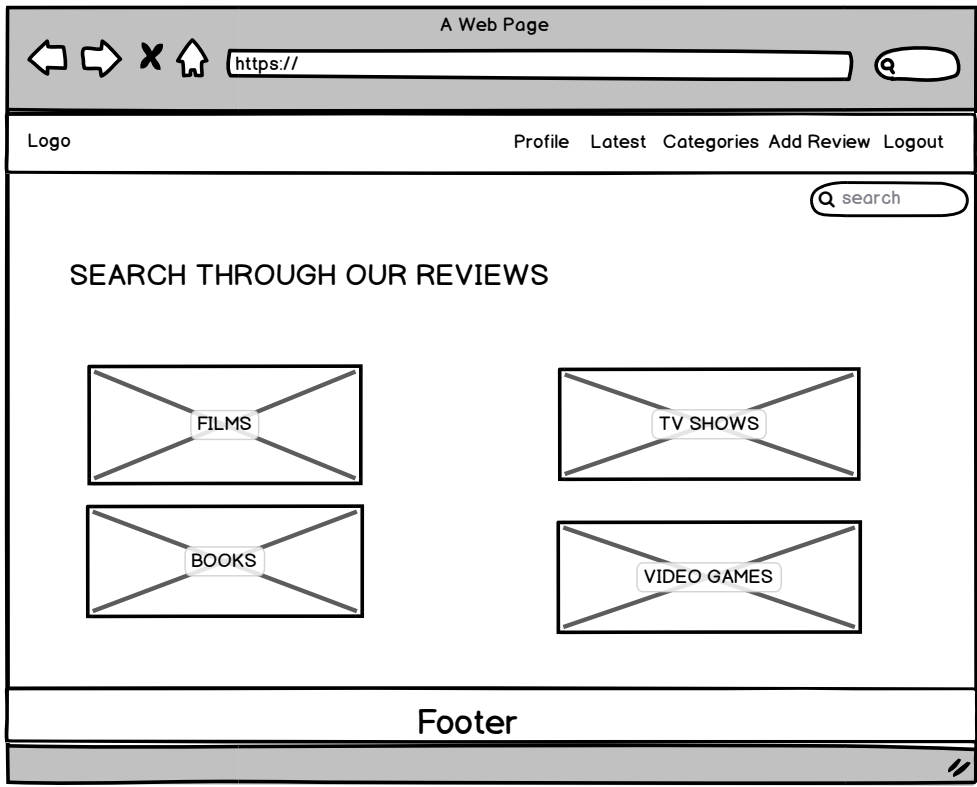 A Web Page
https://
Logo
Profile Latest Categories Add Review Logout
search
SEARCH THROUGH OUR REVIEWS
FILMS
TV SHOWS
BOOKS
VIDEO GAMES
Footer